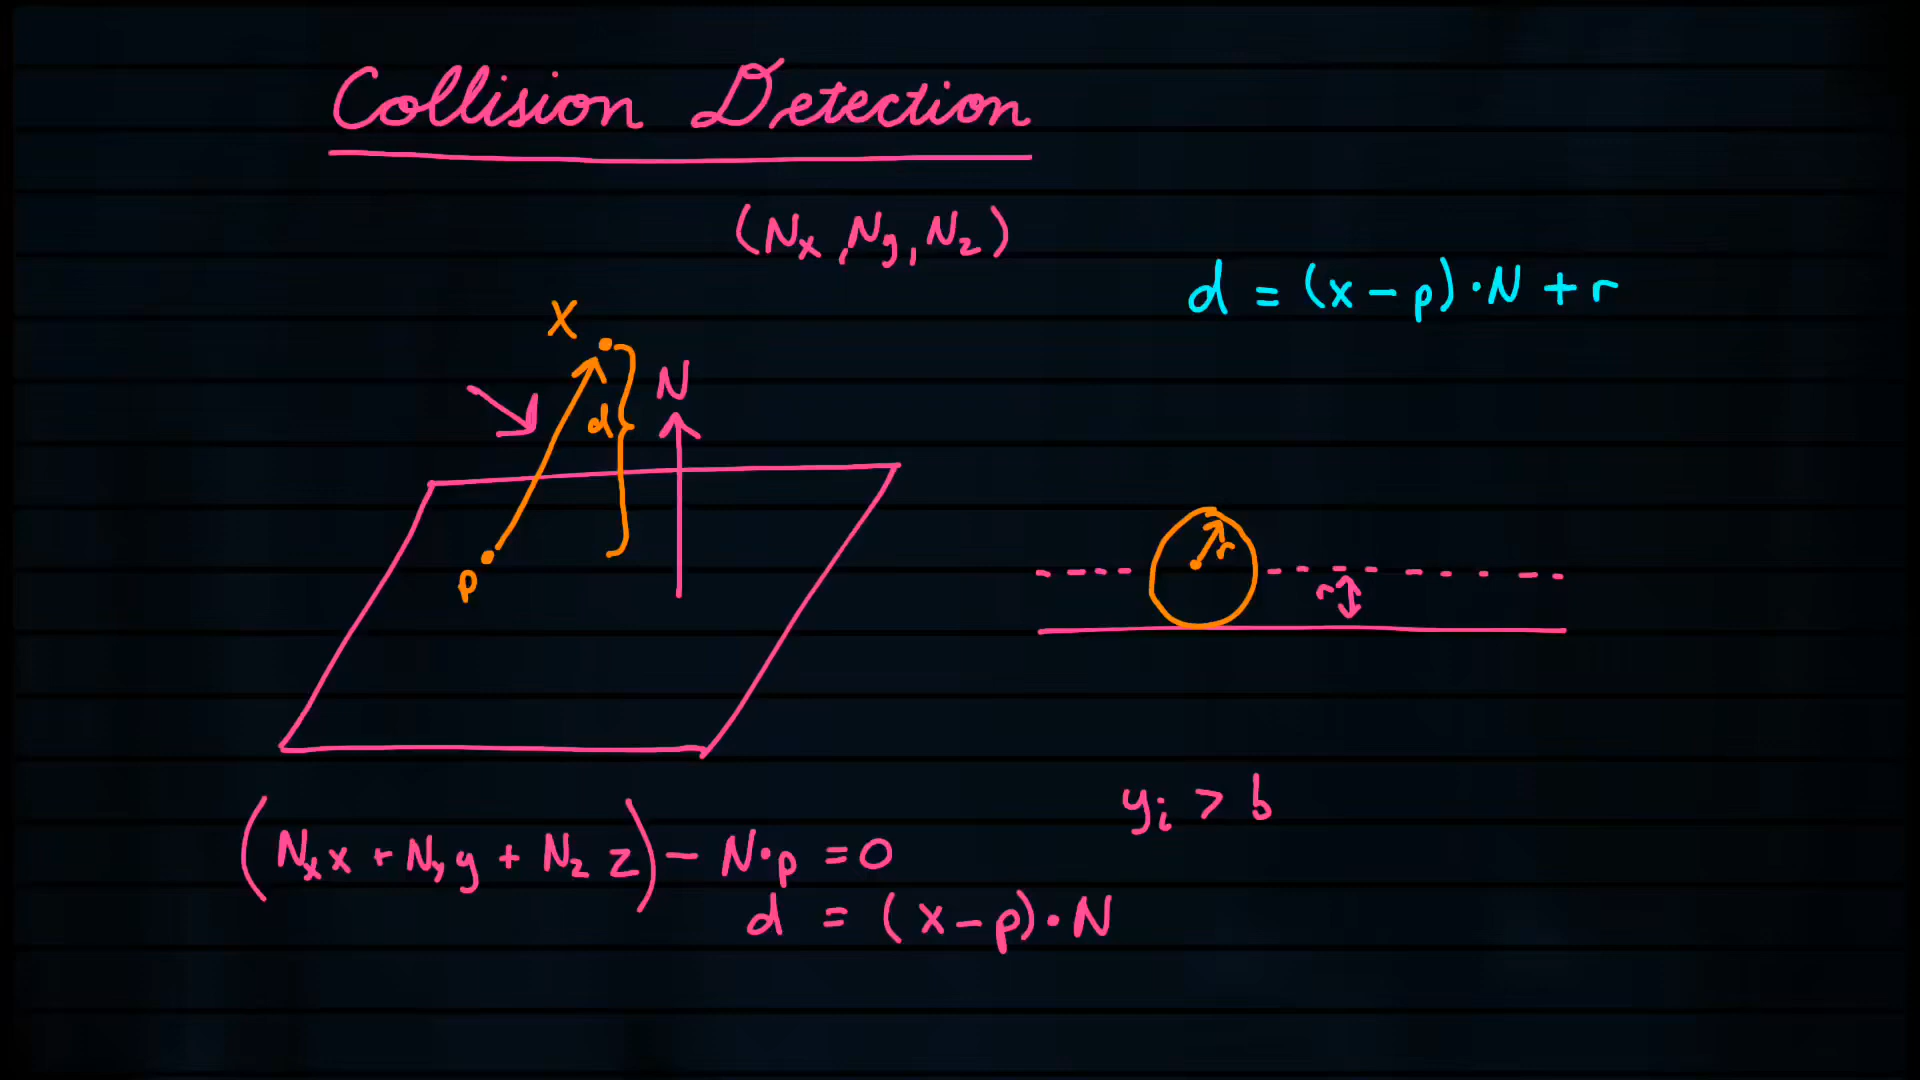 Collision Detection
(Nx, Ny, Nz)
d = (x - p) · N + r
X
N
d
p
r
r
yi > b
(Nx x + Ny y + Nz z) - N · p = 0
d = (x - p) · N